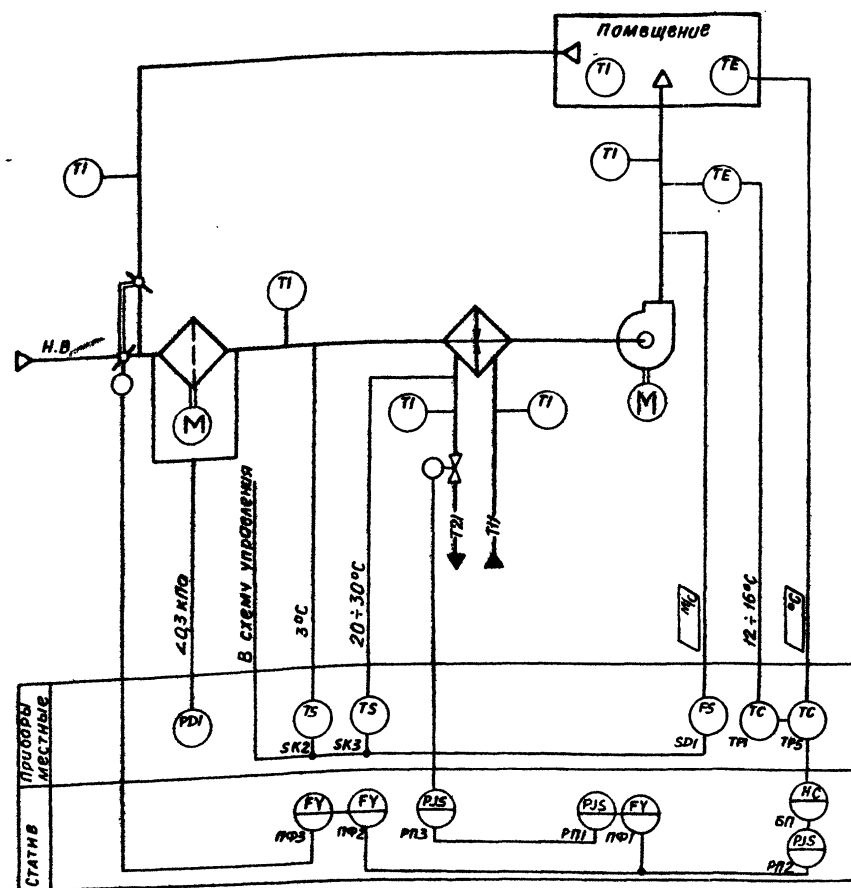 помещение
TI
TE
TI
TI
TE
TI
Н.В
M
M
TI
TI
T21
T11
<0,3 кПа
В схему управления
3°С
20÷30°С
М/С
12÷16°С
°С
Приборы местные
PDI
TS
SK2
TS
SK3
FS
SD1
TC
TP1
TC
TP5
Статив
FY
ПФ3
FY
ПФ2
PJS
РП3
PJS
РП1
FY
ПФ1
HC
БП
PJS
РП2